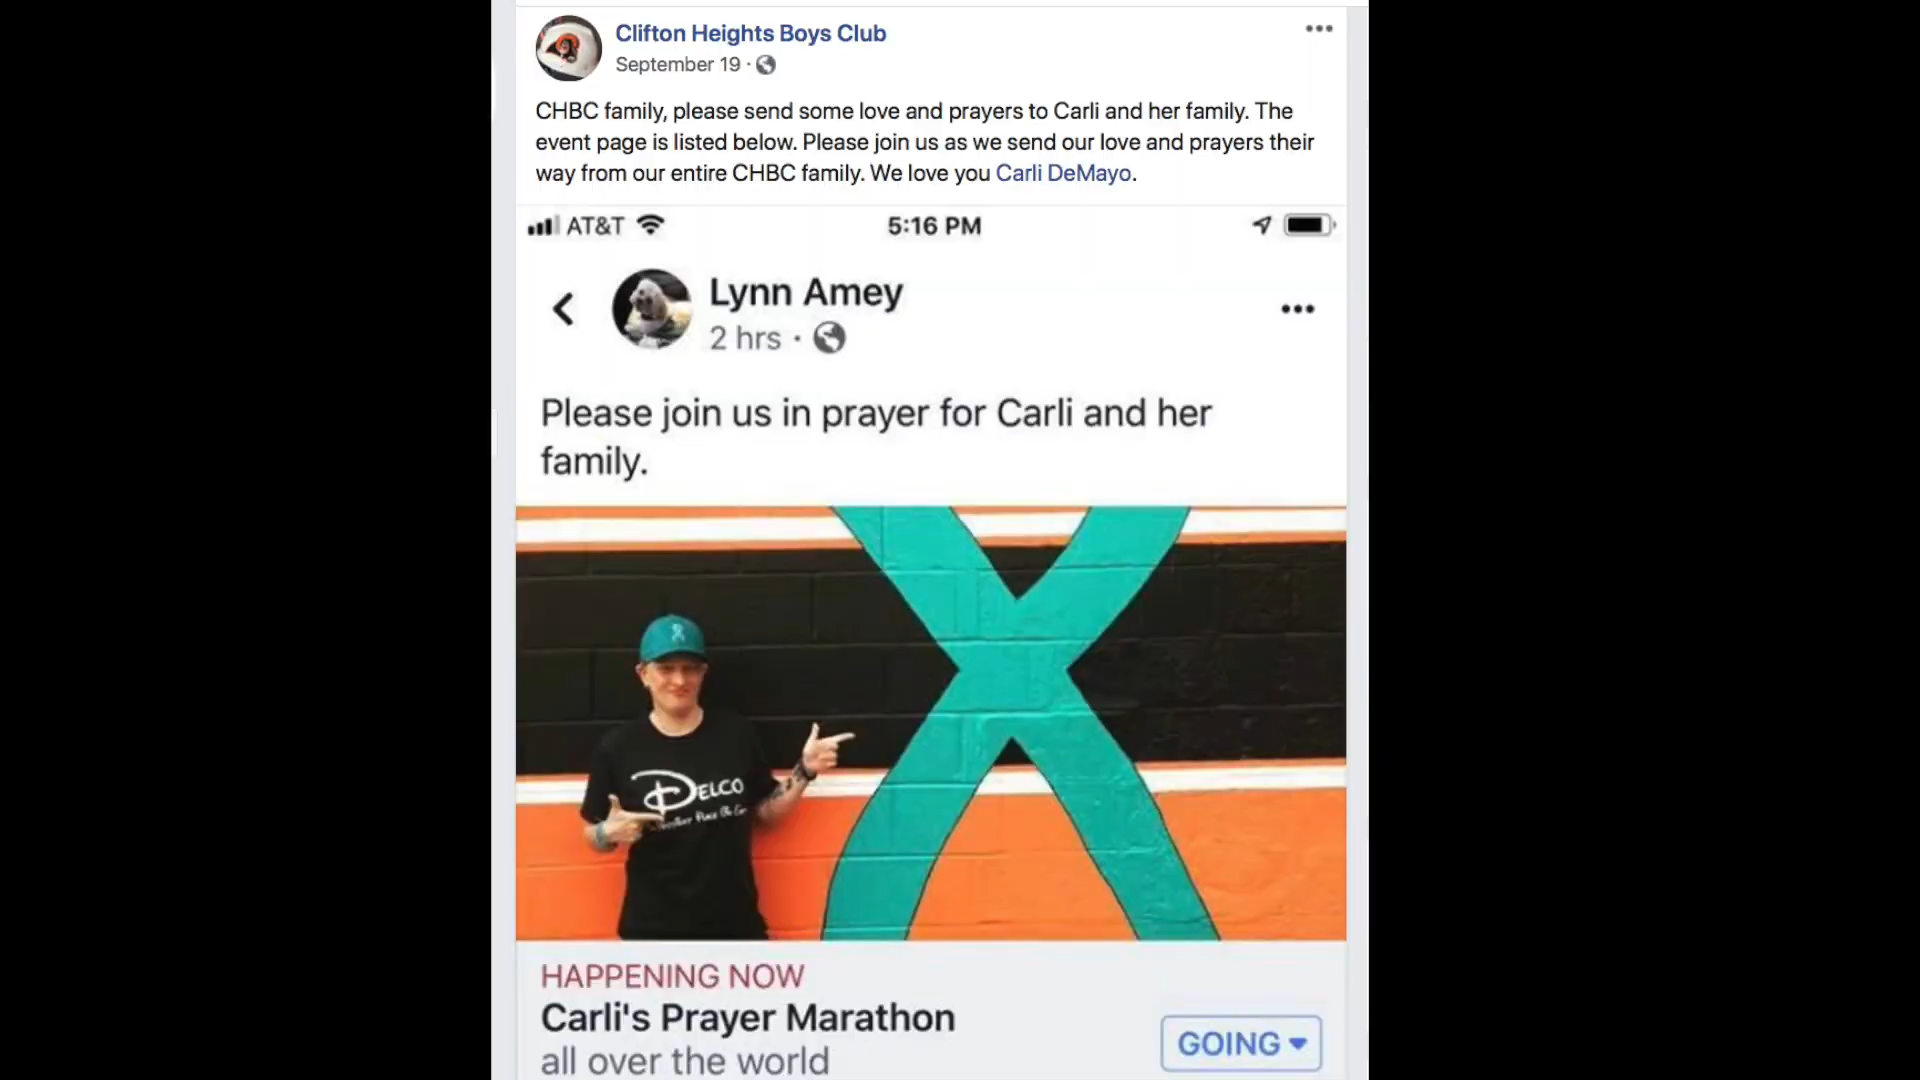 Clifton Heights Boys Club
September 19 ·
CHBC family, please send some love and prayers to Carli and her family. The
event page is listed below. Please join us as we send our love and prayers their
way from our entire CHBC family. We love you Carli DeMayo.
AT&T 5:16 PM
Lynn Amey
2 hrs ·
Please join us in prayer for Carli and her
family.
DELCO
HAPPENING NOW
Carli's Prayer Marathon
all over the world
GOING